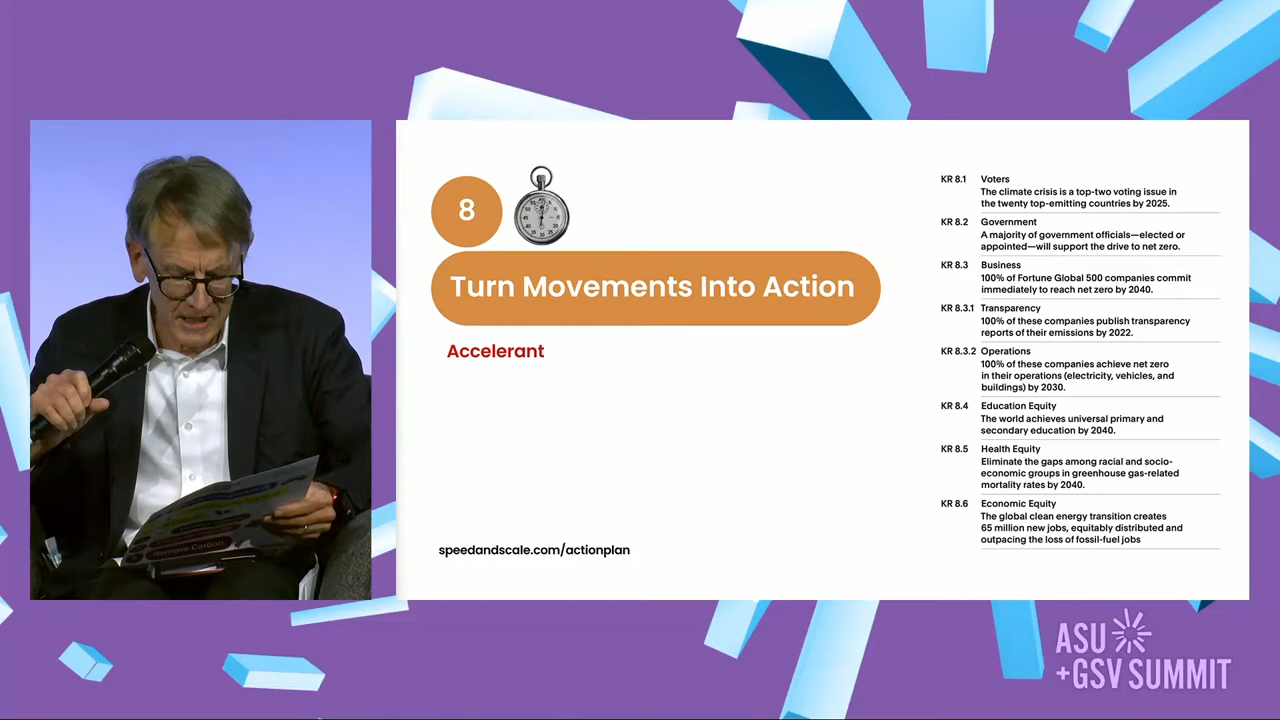 8
Turn Movements Into Action
Accelerant
speedandscale.com/actionplan
KR 8.1 Voters
The climate crisis is a top-two voting issue in
the twenty top-emitting countries by 2025.
KR 8.2 Government
A majority of government officials—elected or
appointed—will support the drive to net zero.
KR 8.3 Business
100% of Fortune Global 500 companies commit
immediately to reach net zero by 2040.
KR 8.3.1 Transparency
100% of these companies publish transparency
reports of their emissions by 2022.
KR 8.3.2 Operations
100% of these companies achieve net zero
in their operations (electricity, vehicles, and
buildings) by 2030.
KR 8.4 Education Equity
The world achieves universal primary and
secondary education by 2040.
KR 8.5 Health Equity
Eliminate the gaps among racial and socio-
economic groups in greenhouse gas-related
mortality rates by 2040.
KR 8.6 Economic Equity
The global clean energy transition creates
65 million new jobs, equitably distributed and
outpacing the loss of fossil-fuel jobs
Remove Carbon
ASU
+GSV SUMMIT